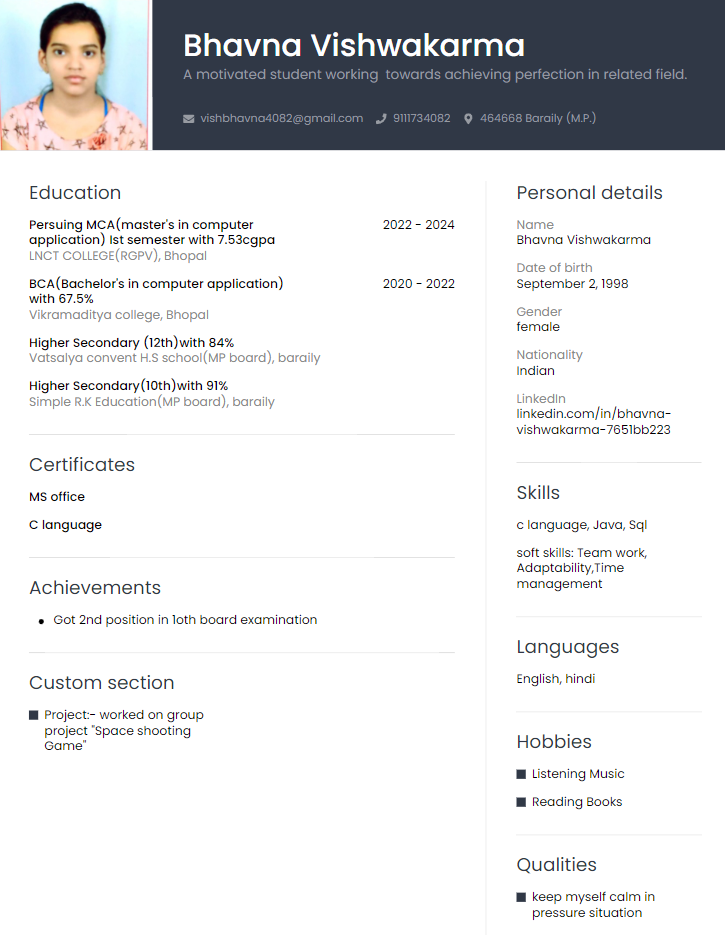 Bhavna Vishwakarma
A motivated student working  towards achieving perfection in related field.
vishbhavna4082@gmail.com 9111734082 464668 Baraily (M.P.)
Education
Persuing MCA(master's in computer 2022 - 2024
application) Ist semester with 7.53cgpa
LNCT COLLEGE(RGPV), Bhopal
BCA(Bachelor's in computer application) 2020 - 2022
with 67.5%
Vikramaditya college, Bhopal
Higher Secondary (12th)with 84%
Vatsalya convent H.S school(MP board), baraily
Higher Secondary(10th)with 91%
Simple R.K Education(MP board), baraily
Certificates
MS office
C language
Achievements
Got 2nd position in 1oth board examination
Custom section
Project:- worked on group
project "Space shooting
Game"
Personal details
Name
Bhavna Vishwakarma
Date of birth
September 2, 1998
Gender
female
Nationality
Indian
LinkedIn
linkedin.com/in/bhavna-
vishwakarma-7651bb223
Skills
c language, Java, Sql
soft skills: Team work,
Adaptability,Time
management
Languages
English, hindi
Hobbies
Listening Music
Reading Books
Qualities
keep myself calm in
pressure situation